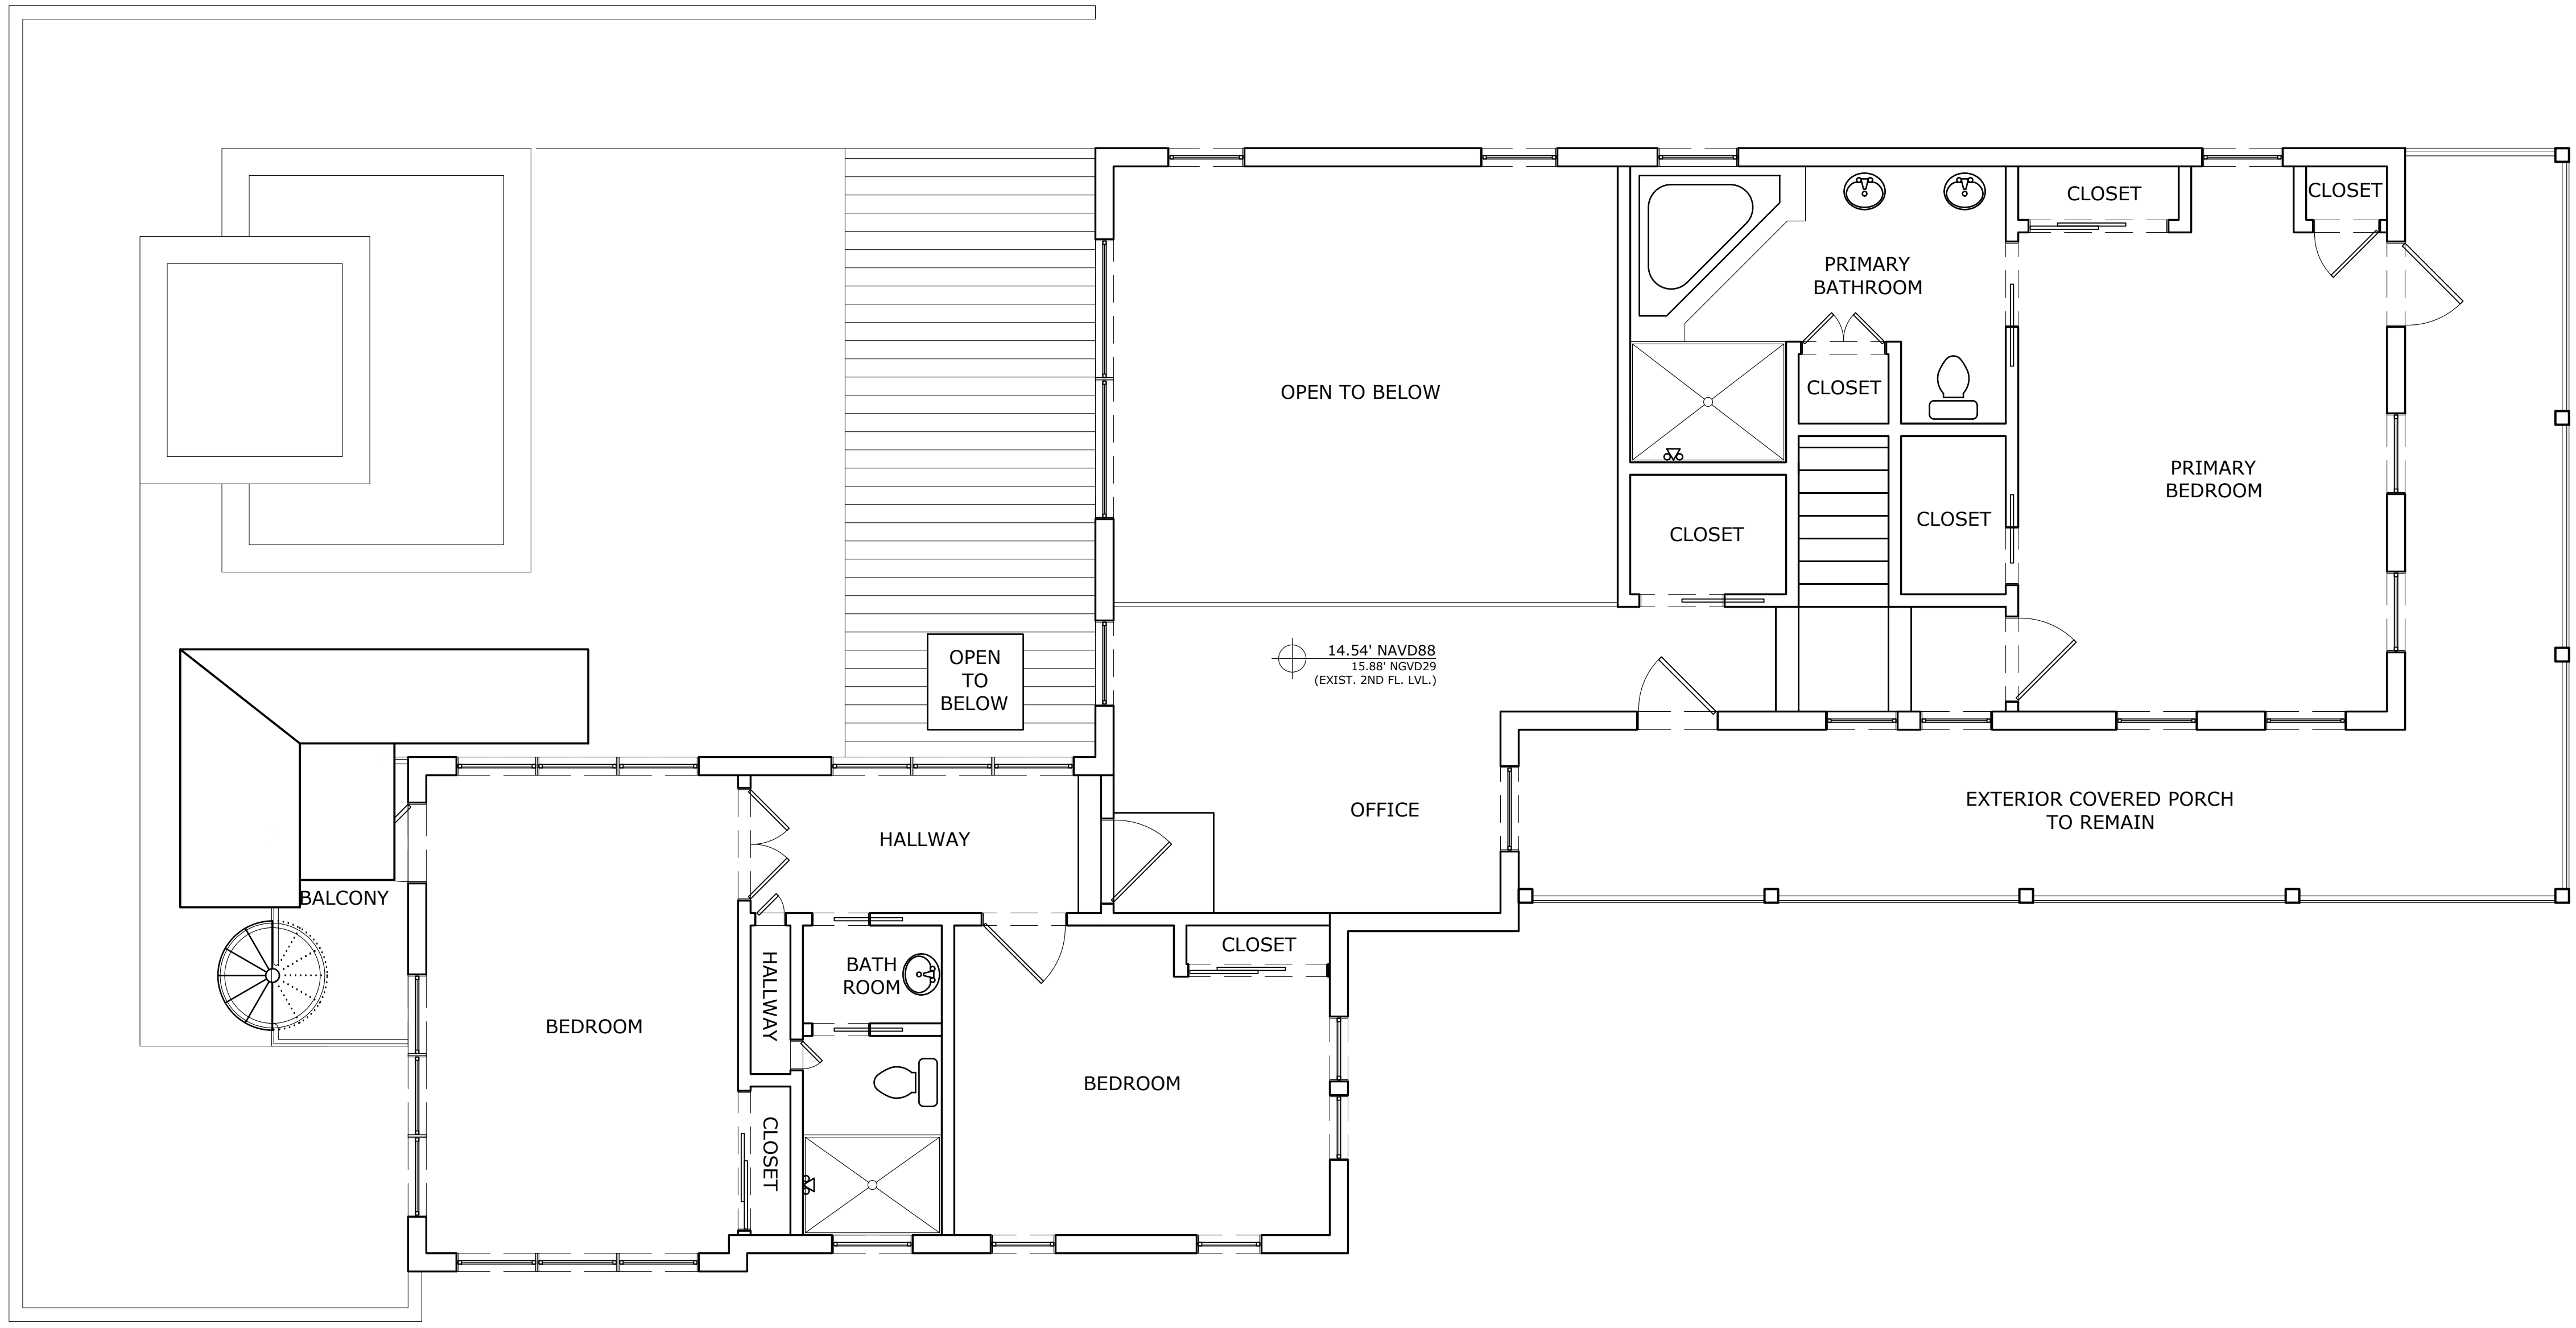 CLOSET
CLOSET
PRIMARY
BATHROOM
OPEN TO BELOW
CLOSET
PRIMARY
BEDROOM
CLOSET
CLOSET
OPEN
TO
BELOW
14.54' NAVD88
15.88' NGVD29
(EXIST. 2ND FL. LVL.)
OFFICE
EXTERIOR COVERED PORCH
TO REMAIN
HALLWAY
BALCONY
CLOSET
HALLWAY
BATH
ROOM
BEDROOM
BEDROOM
CLOSET